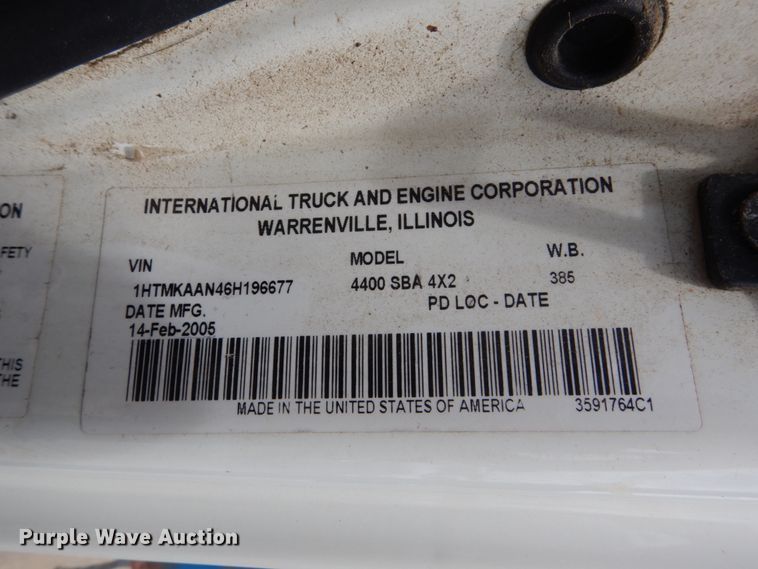 INTERNATIONAL TRUCK AND ENGINE CORPORATION
WARRENVILLE, ILLINOIS
VIN MODEL W.B.
1HTMKAAN46H196677 4400 SBA 4X2 385
DATE MFG. PD LOC - DATE
14-Feb-2005
MADE IN THE UNITED STATES OF AMERICA 3591764C1
ON
FETY
HIS
THE
Purple Wave Auction